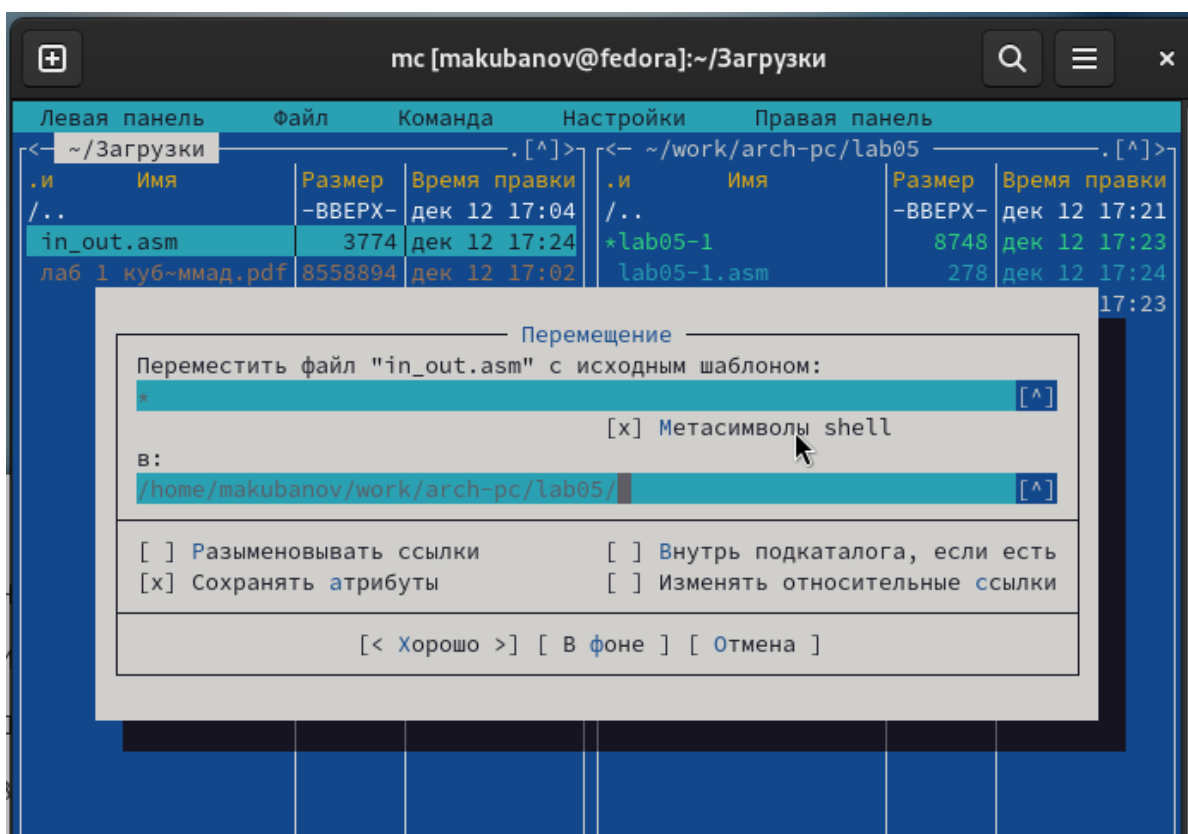 mc [makubanov@fedora]:~/Загрузки
Левая панель Файл Команда Настройки Правая панель
<— ~/Загрузки .[^]> <— ~/work/arch-pc/lab05 .[^]>
.и Имя Размер Время правки .и Имя Размер Время правки
/.. -ВВЕРХ- дек 12 17:04 /.. -ВВЕРХ- дек 12 17:21
in_out.asm 3774 дек 12 17:24 *lab05-1 8748 дек 12 17:23
лаб 1 куб~ммад.pdf 8558894 дек 12 17:02 lab05-1.asm 278 дек 12 17:24
17:23
Перемещение
Переместить файл "in_out.asm" с исходным шаблоном:
* [^]
[x] Метасимволы shell
в:
/home/makubanov/work/arch-pc/lab05/ [^]
[ ] Разыменовывать ссылки [ ] Внутрь подкаталога, если есть
[x] Сохранять атрибуты [ ] Изменять относительные ссылки
[< Хорошо >] [ В фоне ] [ Отмена ]